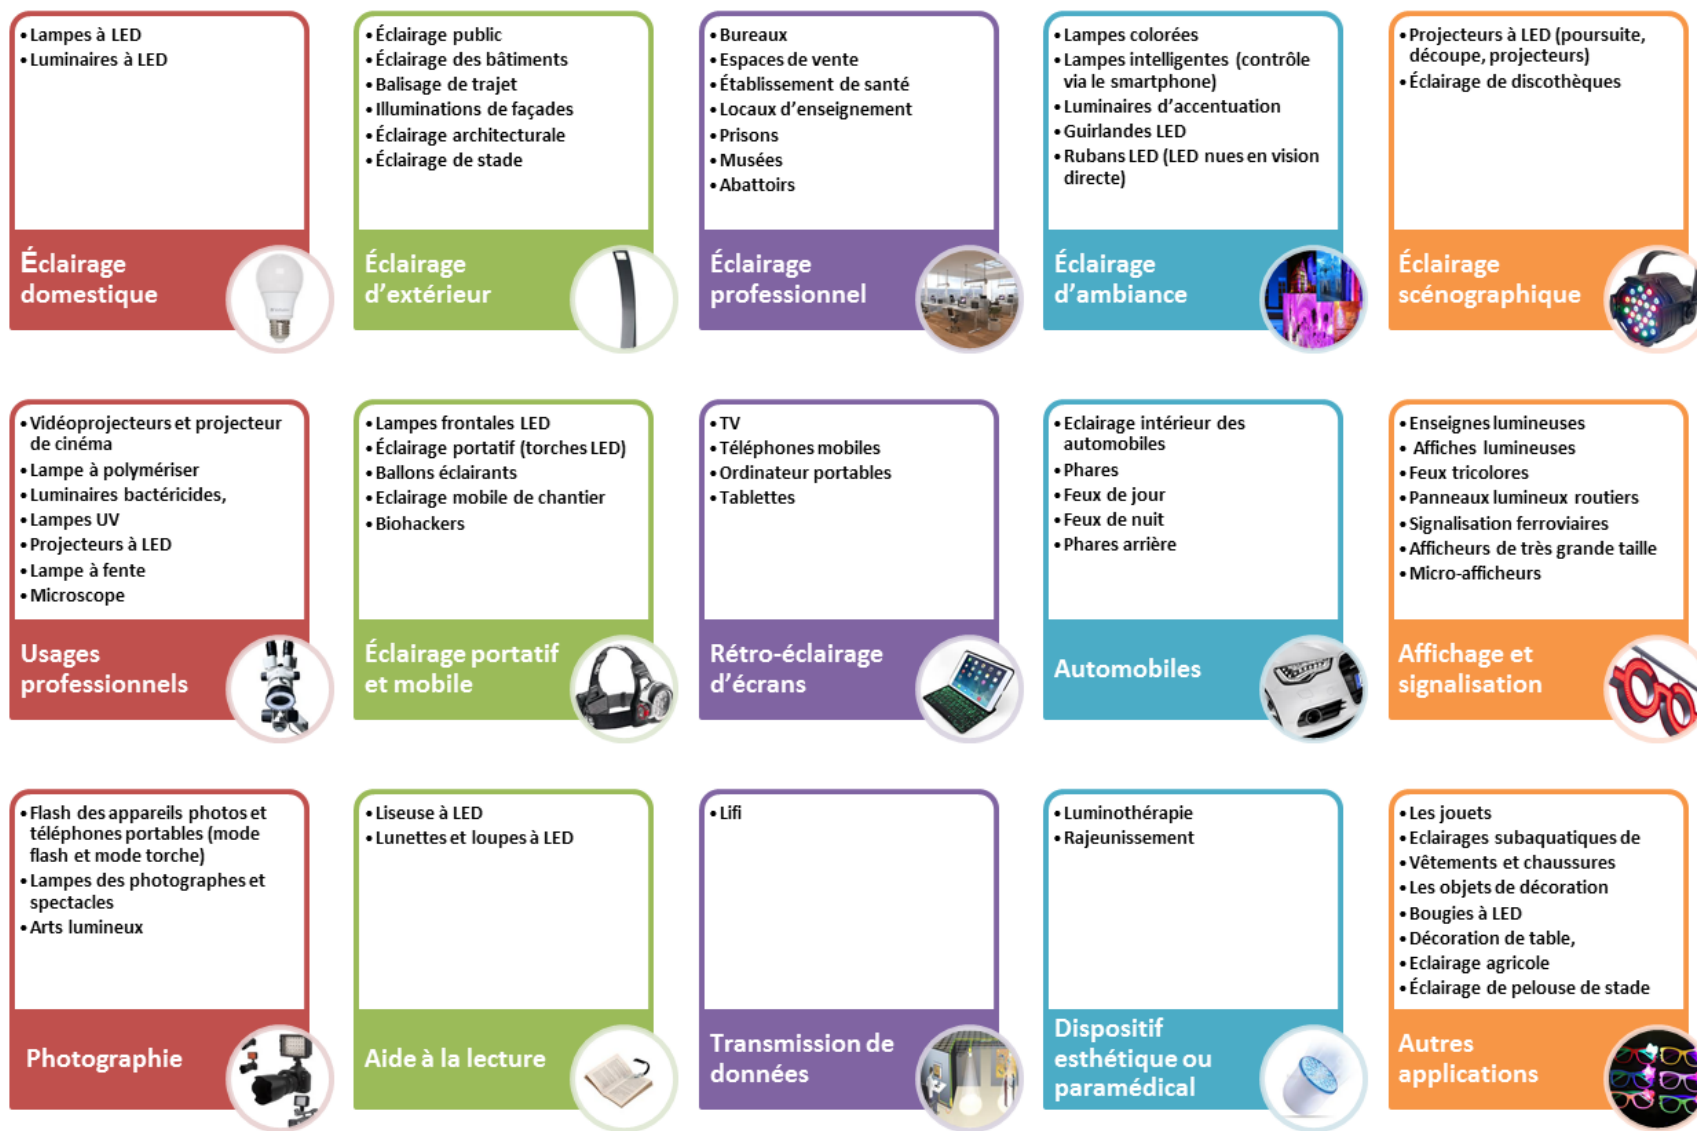 • Lampes à LED
• Luminaires à LED
Éclairage
domestique
• Éclairage public
• Éclairage des bâtiments
• Balisage de trajet
• Illuminations de façades
• Éclairage architecturale
• Éclairage de stade
Éclairage
d'extérieur
• Bureaux
• Espaces de vente
• Établissement de santé
• Locaux d'enseignement
• Prisons
• Musées
• Abattoirs
Éclairage
professionnel
• Lampes colorées
• Lampes intelligentes (contrôle
via le smartphone)
• Luminaires d'accentuation
• Guirlandes LED
• Rubans LED (LED nues en vision
directe)
Éclairage
d'ambiance
• Projecteurs à LED (poursuite,
découpe, projecteurs)
• Éclairage de discothèques
Éclairage
scénographique
• Vidéoprojecteurs et projecteur
de cinéma
• Lampe à polymériser
• Luminaires bactéricides,
• Lampes UV
• Projecteurs à LED
• Lampe à fente
• Microscope
Usages
professionnels
• Lampes frontales LED
• Éclairage portatif (torches LED)
• Ballons éclairants
• Eclairage mobile de chantier
• Biohackers
Éclairage portatif
et mobile
• TV
• Téléphones mobiles
• Ordinateur portables
• Tablettes
Rétro-éclairage
d'écrans
• Eclairage intérieur des
automobiles
• Phares
• Feux de jour
• Feux de nuit
• Phares arrière
Automobiles
• Enseignes lumineuses
• Affiches lumineuses
• Feux tricolores
• Panneaux lumineux routiers
• Signalisation ferroviaires
• Afficheurs de très grande taille
• Micro-afficheurs
Affichage et
signalisation
• Flash des appareils photos et
téléphones portables (mode
flash et mode torche)
• Lampes des photographes et
spectacles
• Arts lumineux
Photographie
• Liseuse à LED
• Lunettes et loupes à LED
Aide à la lecture
• Lifi
Transmission de
données
• Luminothérapie
• Rajeunissement
Dispositif
esthétique ou
paramédical
• Les jouets
• Eclairages subaquatiques de
• Vêtements et chaussures
• Les objets de décoration
• Bougies à LED
• Décoration de table,
• Eclairage agricole
• Éclairage de pelouse de stade
Autres
applications